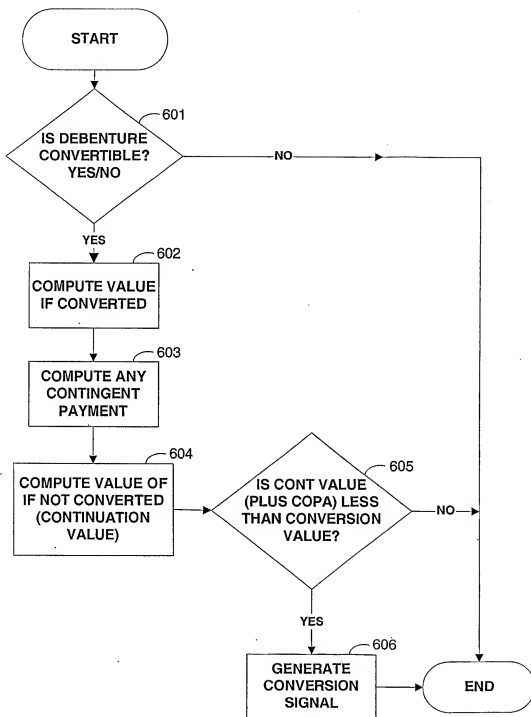 START
601
IS DEBENTURE
CONVERTIBLE?
YES/NO
NO
YES
602
COMPUTE VALUE
IF CONVERTED
603
COMPUTE ANY
CONTINGENT
PAYMENT
604
COMPUTE VALUE OF
IF NOT CONVERTED
(CONTINUATION
VALUE)
605
IS CONT VALUE
(PLUS COPA) LESS
THAN CONVERSION
VALUE?
NO
YES
606
GENERATE
CONVERSION
SIGNAL
END